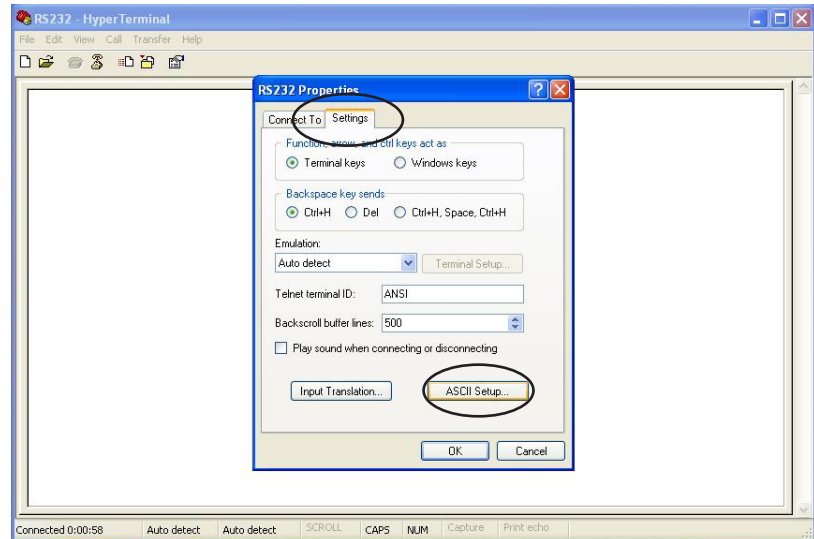 RS232 - HyperTerminal
File Edit View Call Transfer Help
RS232 Properties
Connect To Settings
Function, arrow, and ctrl keys act as
Terminal keys Windows keys
Backspace key sends
Ctrl+H Del Ctrl+H, Space, Ctrl+H
Emulation:
Auto detect Terminal Setup...
Telnet terminal ID: ANSI
Backscroll buffer lines: 500
Play sound when connecting or disconnecting
Input Translation... ASCII Setup...
OK Cancel
Connected 0:00:58 Auto detect Auto detect SCROLL CAPS NUM Capture Print echo